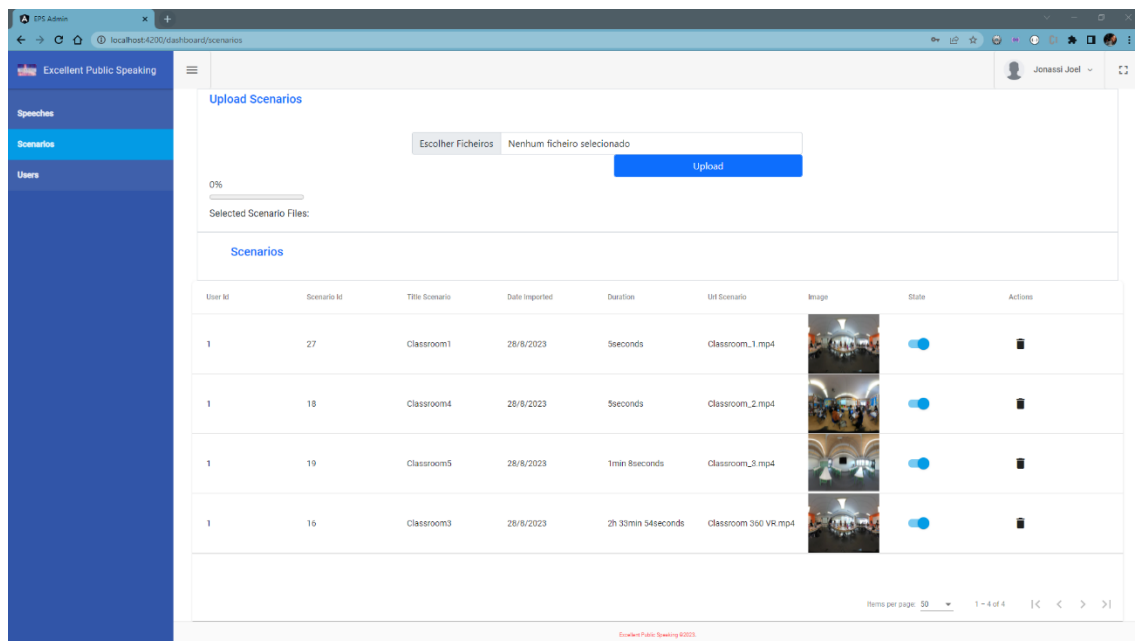 EPS Admin
localhost:4200/dashboard/scenarios
Excellent Public Speaking
Jonassi Joel
Speeches
Scenarios
Users
Upload Scenarios
Escolher Ficheiros Nenhum ficheiro selecionado
Upload
0%
Selected Scenario Files:
Scenarios
User Id Scenario Id Title Scenario Date Imported Duration Url Scenario Image State Actions
1 27 Classroom1 28/8/2023 5seconds Classroom_1.mp4
1 18 Classroom4 28/8/2023 5seconds Classroom_2.mp4
1 19 Classroom5 28/8/2023 1min 8seconds Classroom_3.mp4
1 16 Classroom3 28/8/2023 2h 33min 54seconds Classroom 360 VR.mp4
Items per page: 50 1 – 4 of 4
Excellent Public Speaking ©2023